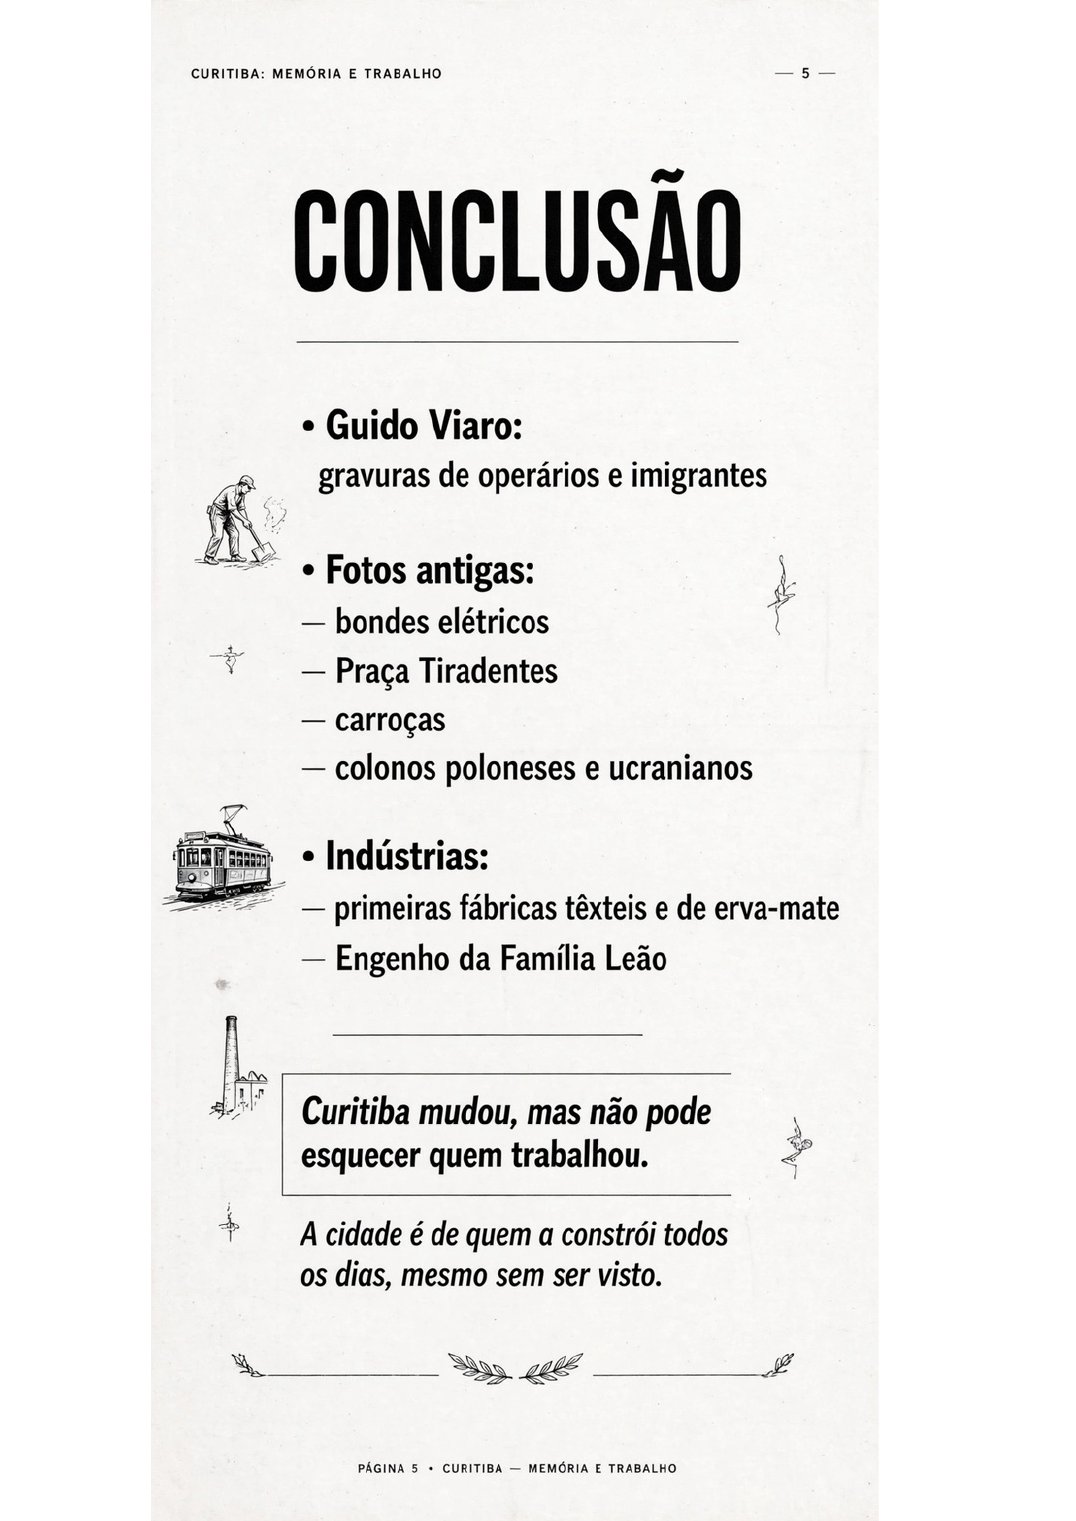 CURITIBA: MEMÓRIA E TRABALHO
— 5 —
CONCLUSÃO
• Guido Viaro:
gravuras de operários e imigrantes
• Fotos antigas:
— bondes elétricos
— Praça Tiradentes
— carroças
— colonos poloneses e ucranianos
• Indústrias:
— primeiras fábricas têxteis e de erva-mate
— Engenho da Família Leão
Curitiba mudou, mas não pode
esquecer quem trabalhou.
A cidade é de quem a constrói todos
os dias, mesmo sem ser visto.
PÁGINA 5 • CURITIBA — MEMÓRIA E TRABALHO